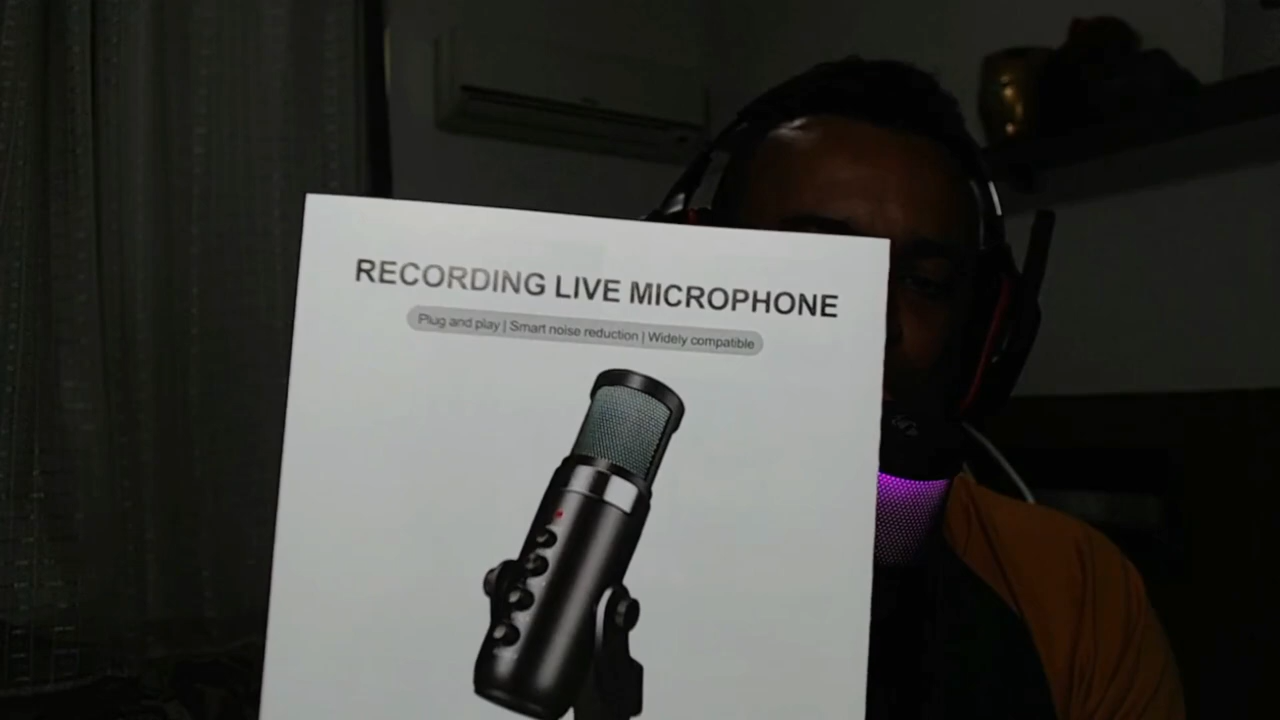 RECORDING LIVE MICROPHONE
Plug and play | Smart noise reduction | Widely compatible